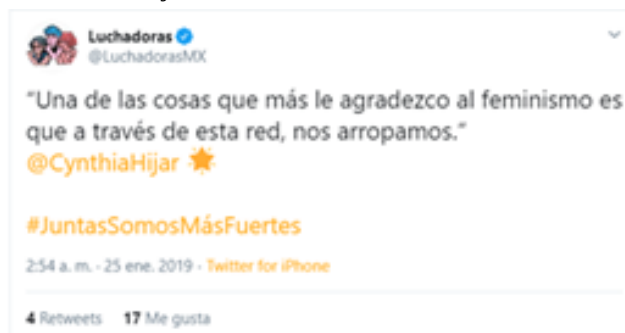 Luchadoras
@LuchadorasMX
“Una de las cosas que más le agradezco al feminismo es
que a través de esta red, nos arropamos.”
@CynthiaHijar
#JuntasSomosMásFuertes
2:54 a. m. · 25 ene. 2019 · Twitter for iPhone
4 Retweets 17 Me gusta